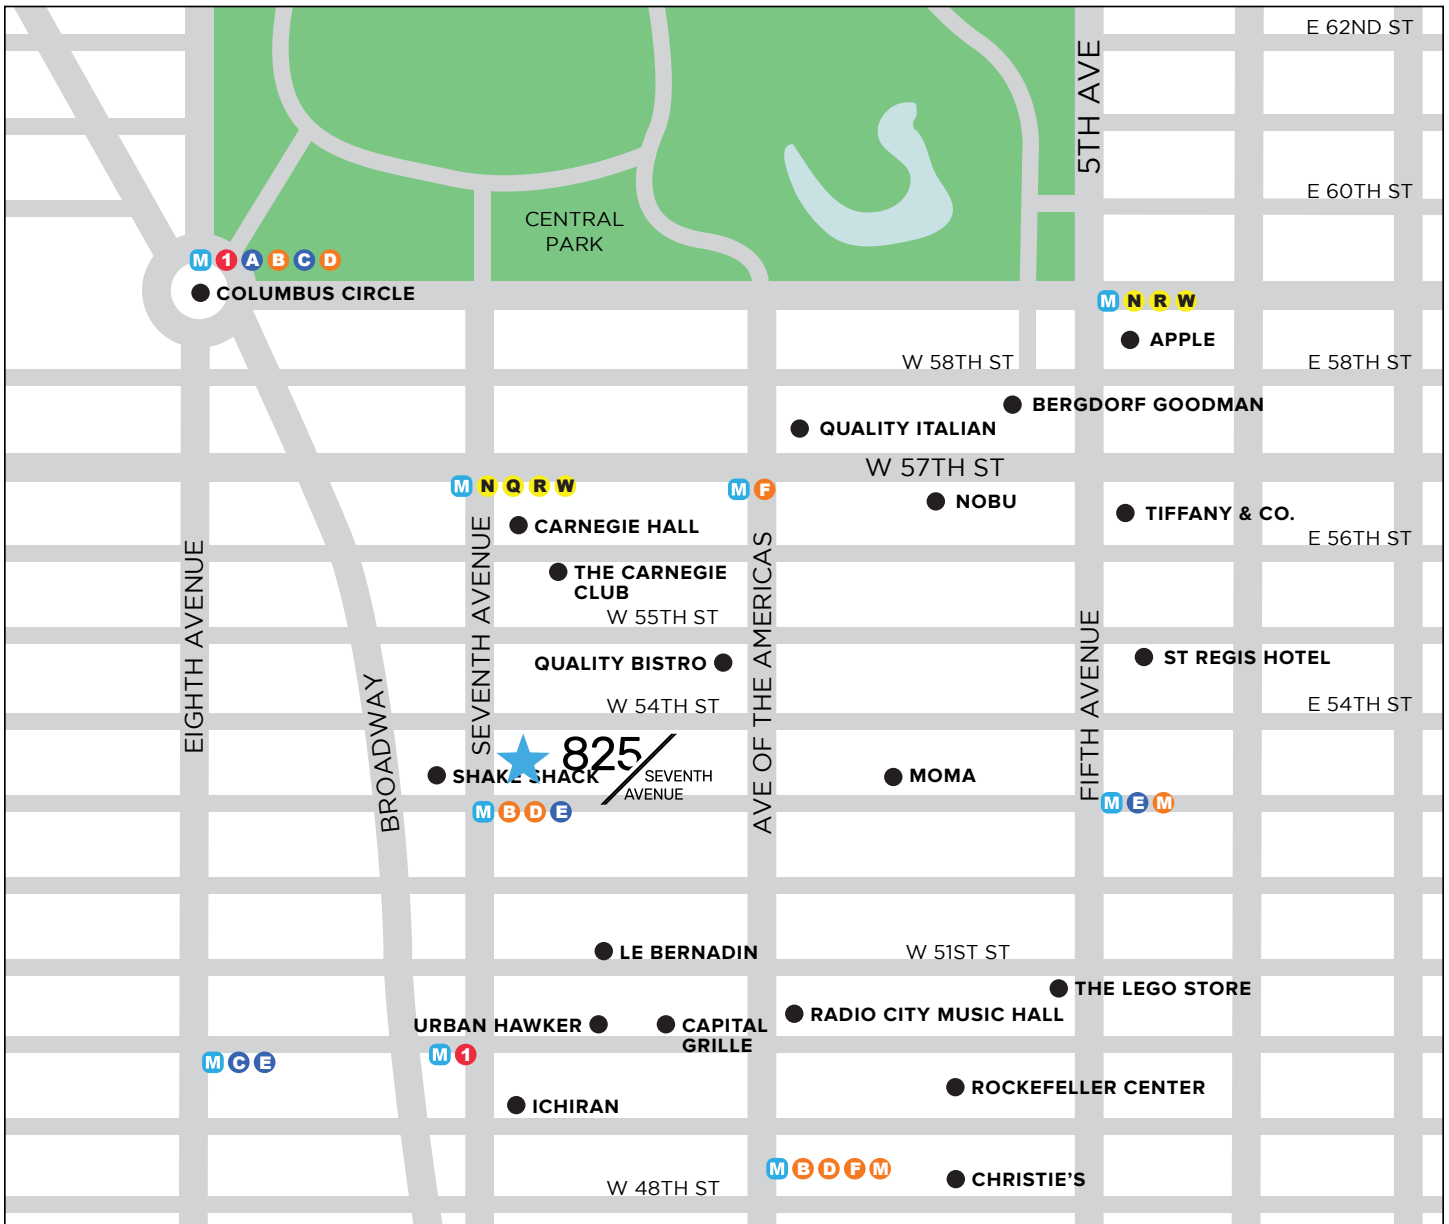 E 62ND ST
5TH AVE
E 60TH ST
CENTRAL
PARK
M 1 A B C D
COLUMBUS CIRCLE
M N R W
APPLE
W 58TH ST
E 58TH ST
BERGDORF GOODMAN
QUALITY ITALIAN
W 57TH ST
M N Q R W
M F
NOBU
TIFFANY & CO.
CARNEGIE HALL
E 56TH ST
THE CARNEGIE
CLUB
W 55TH ST
EIGHTH AVENUE
SEVENTH AVENUE
AVE OF THE AMERICAS
FIFTH AVENUE
BROADWAY
QUALITY BISTRO
ST REGIS HOTEL
W 54TH ST
E 54TH ST
825
SEVENTH
AVENUE
SHAKE SHACK
MOMA
M B D E
M E M
LE BERNADIN
W 51ST ST
THE LEGO STORE
RADIO CITY MUSIC HALL
URBAN HAWKER
CAPITAL
GRILLE
M C E
M 1
ROCKEFELLER CENTER
ICHIRAN
M B D F M
CHRISTIE'S
W 48TH ST